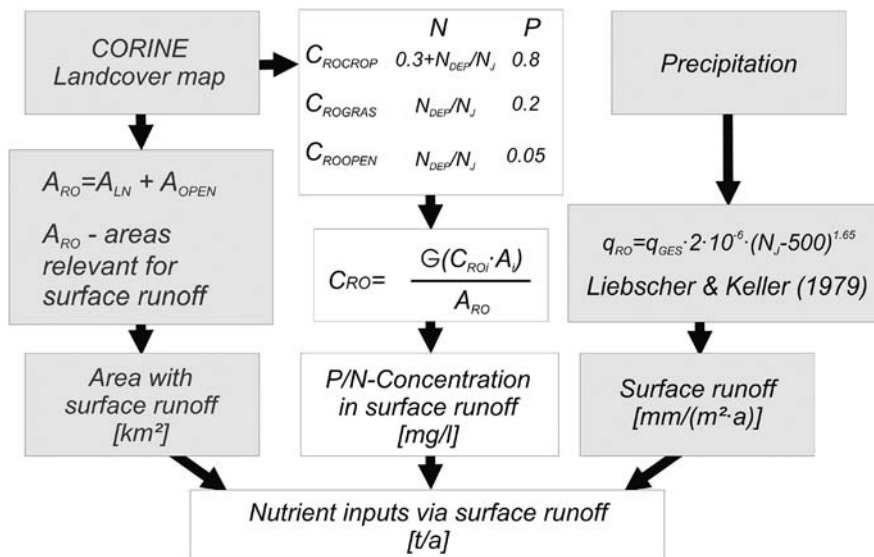 CORINE
Landcover map
N P
C_ROCROP 0.3+N_DEP/N_J 0.8
C_ROGRAS N_DEP/N_J 0.2
C_ROOPEN N_DEP/N_J 0.05
Precipitation
A_RO=A_LN + A_OPEN
A_RO - areas
relevant for
surface runoff
C_RO= G(C_ROi·A_i)
A_RO
q_RO=q_GES·2·10^-6·(N_J-500)^1.65
Liebscher & Keller (1979)
Area with
surface runoff
[km²]
P/N-Concentration
in surface runoff
[mg/l]
Surface runoff
[mm/(m²·a)]
Nutrient inputs via surface runoff
[t/a]